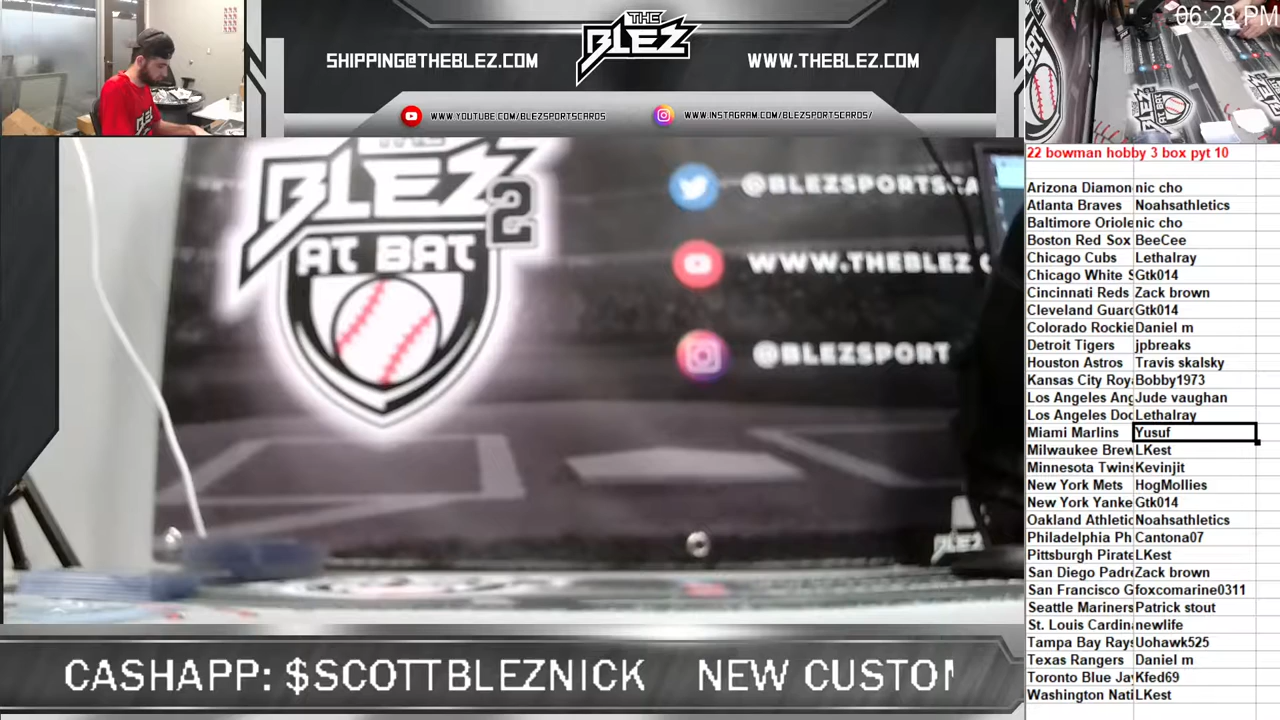 THE
BLEZ
SHIPPING@THEBLEZ.COM
WWW.THEBLEZ.COM
WWW.YOUTUBE.COM/BLEZSPORTSCARDS
WWW.INSTAGRAM.COM/BLEZSPORTSCARDS/
06:28 PM
THE
BLEZ 2
AT BAT
@BLEZSPORTSCA
WWW.THEBLEZ
@BLEZSPORT
BLEZ
CASHAPP: $SCOTTBLEZNICK NEW CUSTOM
22 bowman hobby 3 box pyt 10
Arizona Diamon nic cho
Atlanta Braves Noahsathletics
Baltimore Oriole nic cho
Boston Red Sox BeeCee
Chicago Cubs Lethalray
Chicago White S Gtk014
Cincinnati Reds Zack brown
Cleveland Guard Gtk014
Colorado Rockie Daniel m
Detroit Tigers jpbreaks
Houston Astros Travis skalsky
Kansas City Roy Bobby1973
Los Angeles Ang Jude vaughan
Los Angeles Dod Lethalray
Miami Marlins Yusuf
Milwaukee Brew LKest
Minnesota Twins Kevinjit
New York Mets HogMollies
New York Yanke Gtk014
Oakland Athletic Noahsathletics
Philadelphia Ph Cantona07
Pittsburgh Pirate LKest
San Diego Padre Zack brown
San Francisco G foxcomarine0311
Seattle Mariners Patrick stout
St. Louis Cardin newlife
Tampa Bay Rays Uohawk525
Texas Rangers Daniel m
Toronto Blue Jay Kfed69
Washington Nati LKest